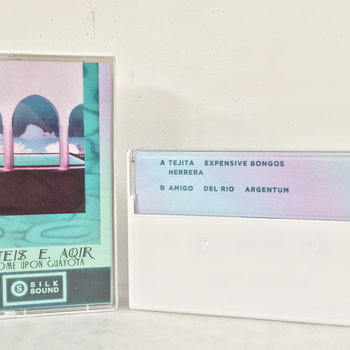 TEIS E. AQIR
OME UPON GUAYOTA
S SILK
SOUND
A TEJITA EXPENSIVE BONGOS
HERRERA
B AMIGO DEL RIO ARGENTUM